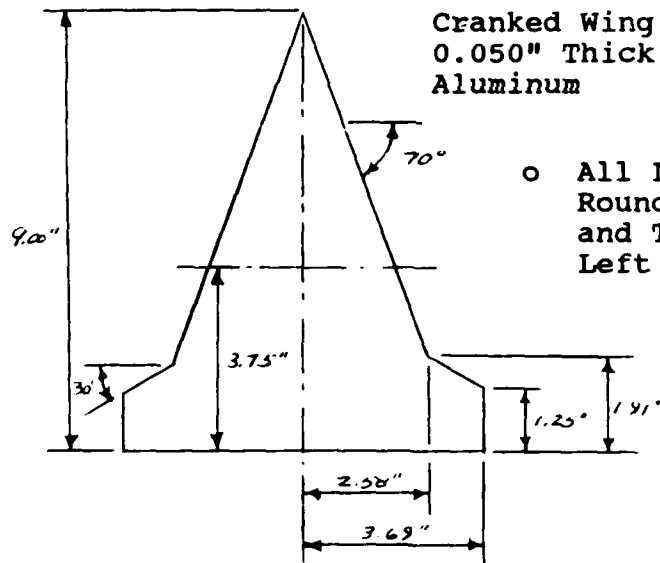 Cranked Wing
0.050" Thick
Aluminum
70°
o All
Round
and T
Left
9.00"
3.75"
30°
1.25"
1.91"
2.58"
3.69"